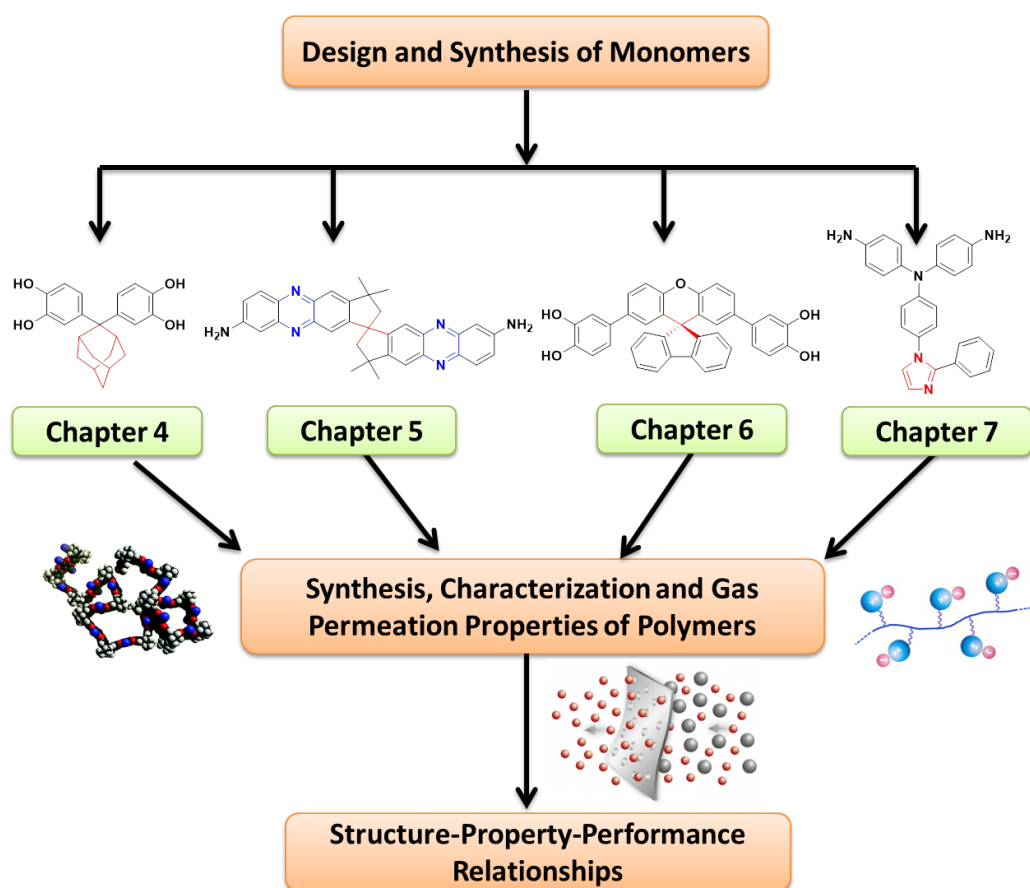 Design and Synthesis of Monomers
HO
OH
HO
OH
N
N
H₂N
N
N
NH₂
O
HO
HO
OH
OH
H₂N
NH₂
N
N
N
Chapter 4
Chapter 5
Chapter 6
Chapter 7
Synthesis, Characterization and Gas
Permeation Properties of Polymers
Structure-Property-Performance
Relationships